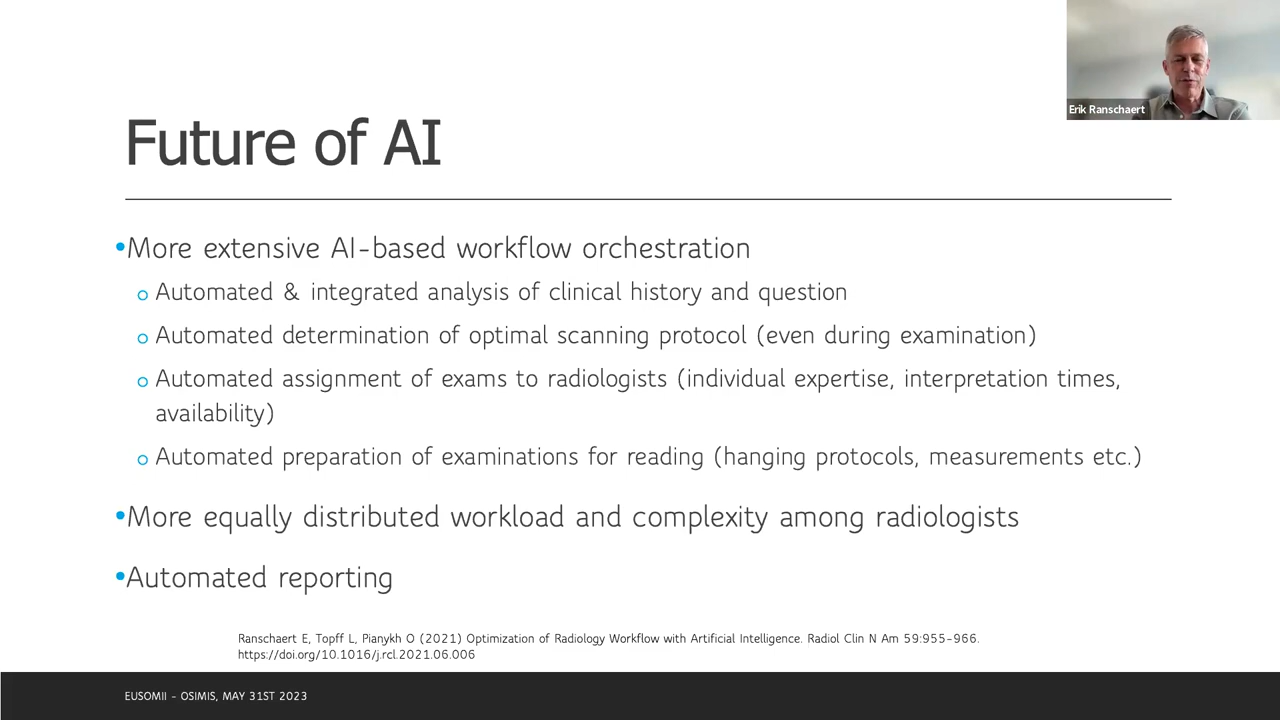 Erik Ranschaert
Future of AI
•More extensive AI-based workflow orchestration
o Automated & integrated analysis of clinical history and question
o Automated determination of optimal scanning protocol (even during examination)
o Automated assignment of exams to radiologists (individual expertise, interpretation times,
availability)
o Automated preparation of examinations for reading (hanging protocols, measurements etc.)
•More equally distributed workload and complexity among radiologists
•Automated reporting
Ranschaert E, Topff L, Pianykh O (2021) Optimization of Radiology Workflow with Artificial Intelligence. Radiol Clin N Am 59:955–966.
https://doi.org/10.1016/j.rcl.2021.06.006
EUSOMII - OSIMIS, MAY 31ST 2023